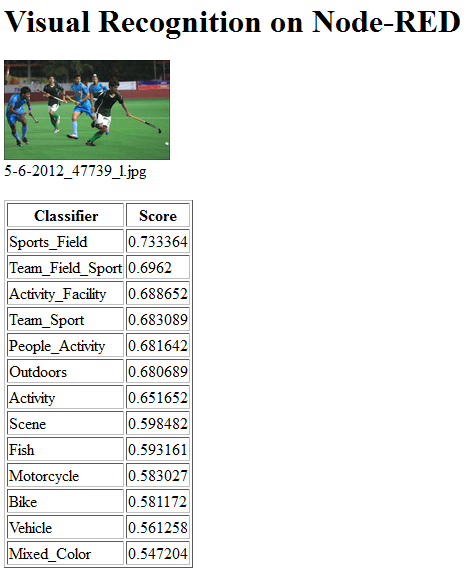 Visual Recognition on Node-RED
5-6-2012_47739_l.jpg
Classifier Score
Sports_Field 0.733364
Team_Field_Sport 0.6962
Activity_Facility 0.688652
Team_Sport 0.683089
People_Activity 0.681642
Outdoors 0.680689
Activity 0.651652
Scene 0.598482
Fish 0.593161
Motorcycle 0.583027
Bike 0.581172
Vehicle 0.561258
Mixed_Color 0.547204